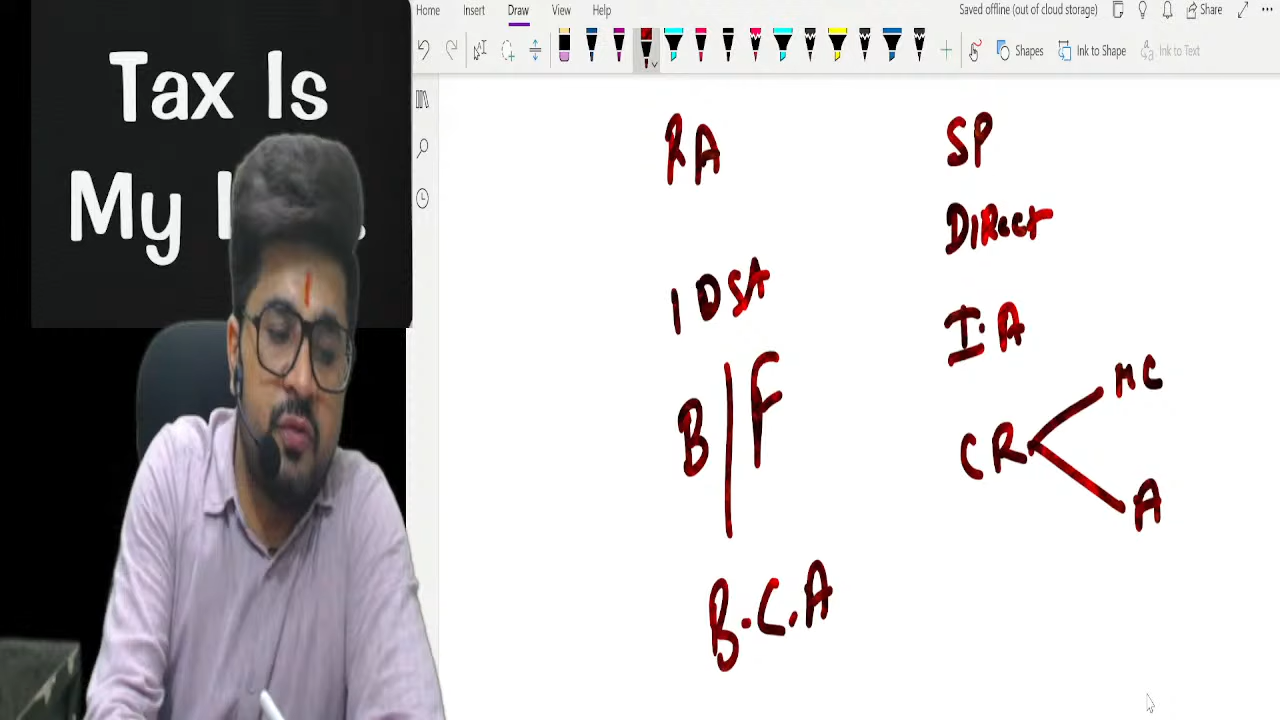 Tax Is
My
Home Insert Draw View Help
Saved offline (out of cloud storage) Share
Shapes Ink to Shape Ink to Text
RA
SP
DIRect
I D SA
I.A
B F
MC
CR
A
B.C.A